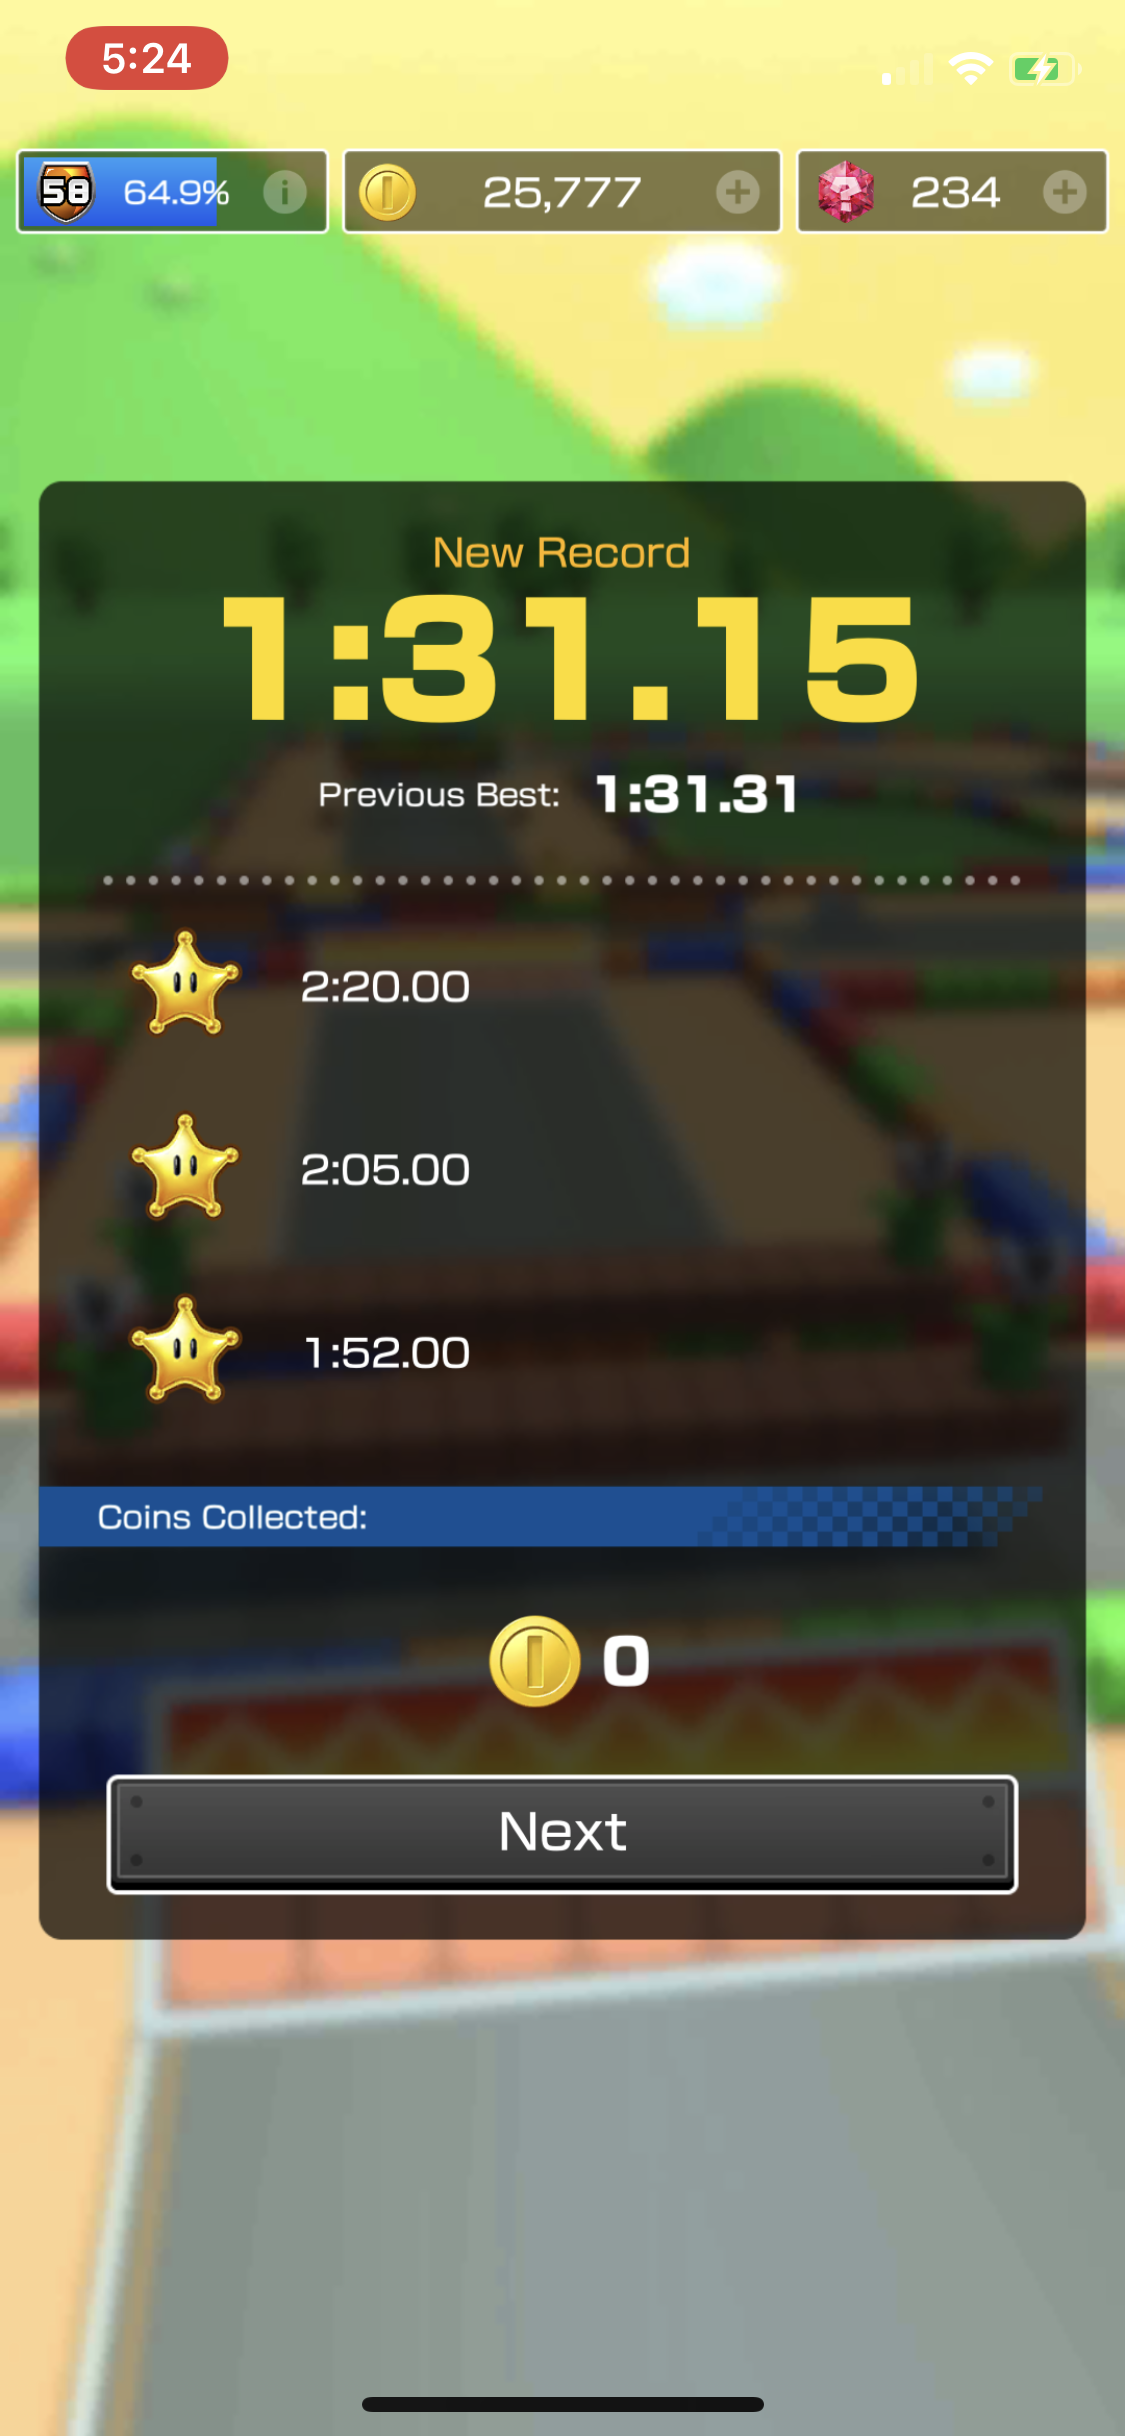 5:24
58 64.9% i 25,777 + ? 234 +
New Record
1:31.15
Previous Best: 1:31.31
2:20.00
2:05.00
1:52.00
Coins Collected:
0
Next